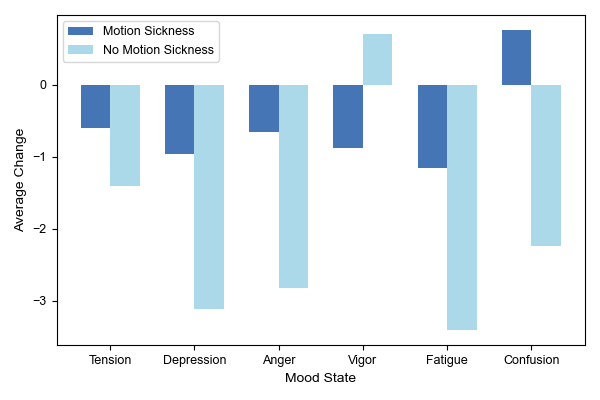 Motion Sickness
No Motion Sickness
0
−1
−2
−3
Average Change
Tension Depression Anger Vigor Fatigue Confusion
Mood State